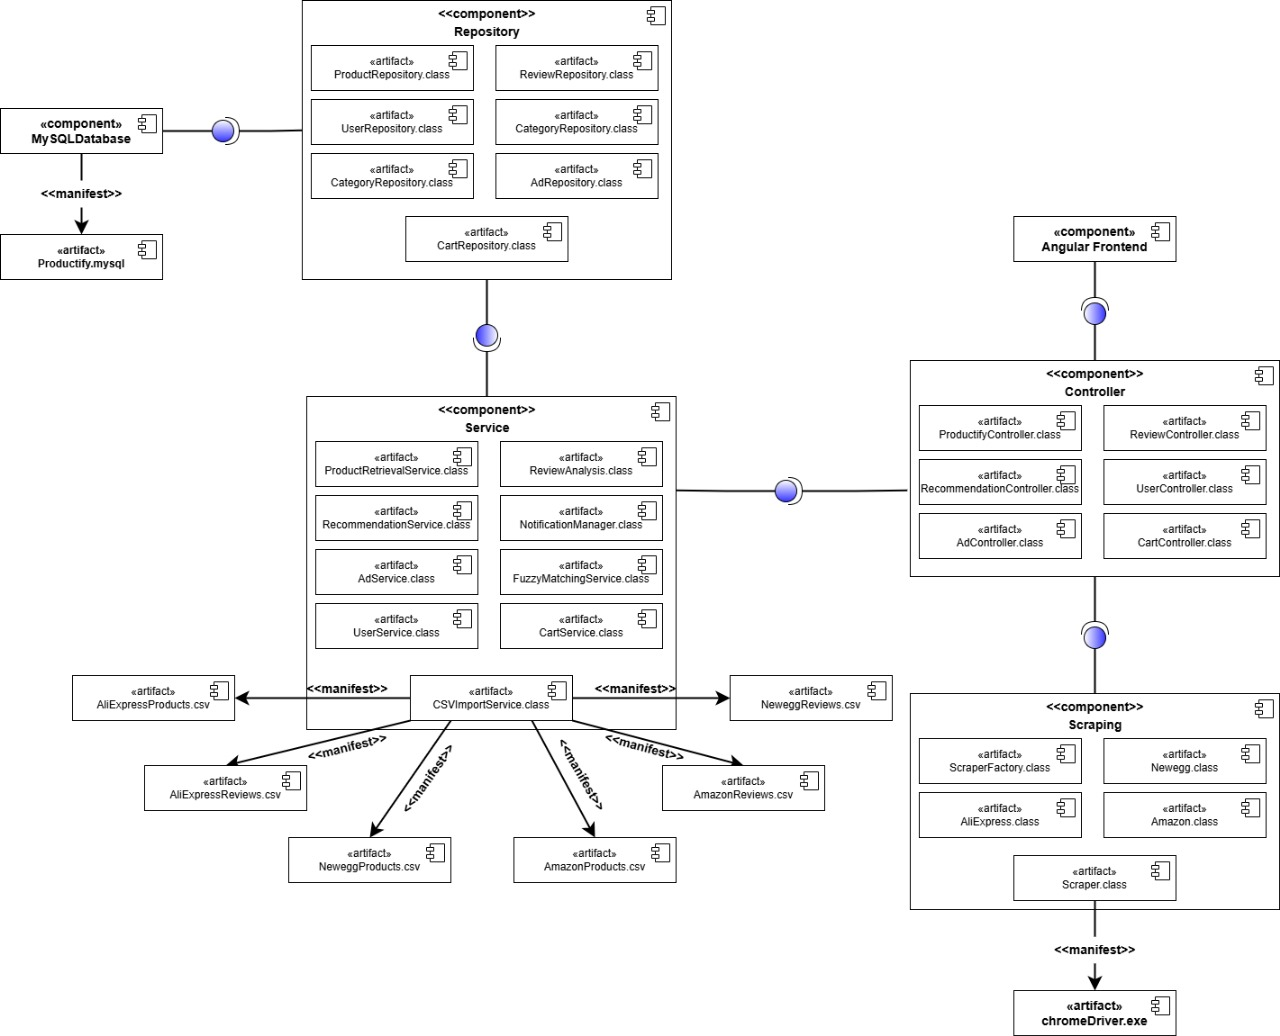 <<component>>
Repository
«artifact»
ProductRepository.class
«artifact»
ReviewRepository.class
«artifact»
UserRepository.class
«artifact»
CategoryRepository.class
«artifact»
CategoryRepository.class
«artifact»
AdRepository.class
«artifact»
CartRepository.class
«component»
MySQLDatabase
<<manifest>>
«artifact»
Productify.mysql
«component»
Angular Frontend
<<component>>
Controller
«artifact»
ProductifyController.class
«artifact»
ReviewController.class
«artifact»
RecommendationController.class
«artifact»
UserController.class
«artifact»
AdController.class
«artifact»
CartController.class
<<component>>
Service
«artifact»
ProductRetrievalService.class
«artifact»
ReviewAnalysis.class
«artifact»
RecommendationService.class
«artifact»
NotificationManager.class
«artifact»
AdService.class
«artifact»
FuzzyMatchingService.class
«artifact»
UserService.class
«artifact»
CartService.class
«artifact»
CSVImportService.class
<<manifest>>
<<manifest>>
<<manifest>>
<<manifest>>
<<manifest>>
<<manifest>>
«artifact»
AliExpressProducts.csv
«artifact»
NeweggReviews.csv
«artifact»
AliExpressReviews.csv
«artifact»
AmazonReviews.csv
«artifact»
NeweggProducts.csv
«artifact»
AmazonProducts.csv
<<component>>
Scraping
«artifact»
ScraperFactory.class
«artifact»
Newegg.class
«artifact»
AliExpress.class
«artifact»
Amazon.class
«artifact»
Scraper.class
<<manifest>>
«artifact»
chromeDriver.exe